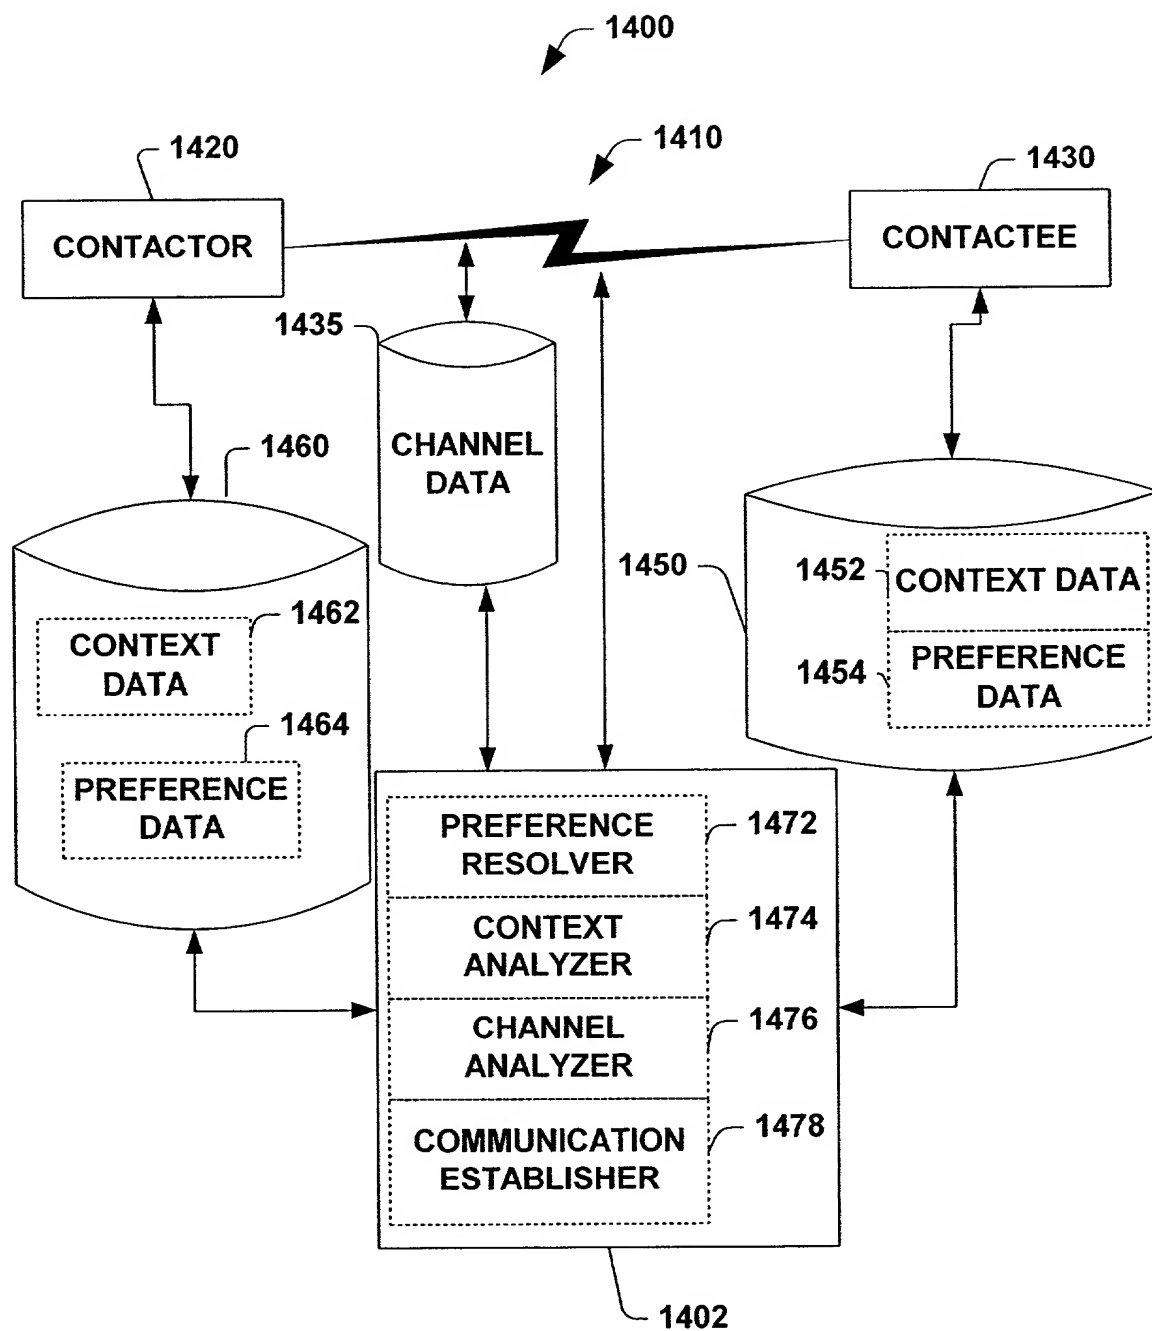 1400
1410
1420
1430
CONTACTOR
CONTACTEE
1435
CHANNEL
DATA
1460
1450
1452
CONTEXT DATA
1454
PREFERENCE
DATA
1462
CONTEXT
DATA
1464
PREFERENCE
DATA
PREFERENCE
RESOLVER
1472
CONTEXT
ANALYZER
1474
CHANNEL
ANALYZER
1476
COMMUNICATION
ESTABLISHER
1478
1402